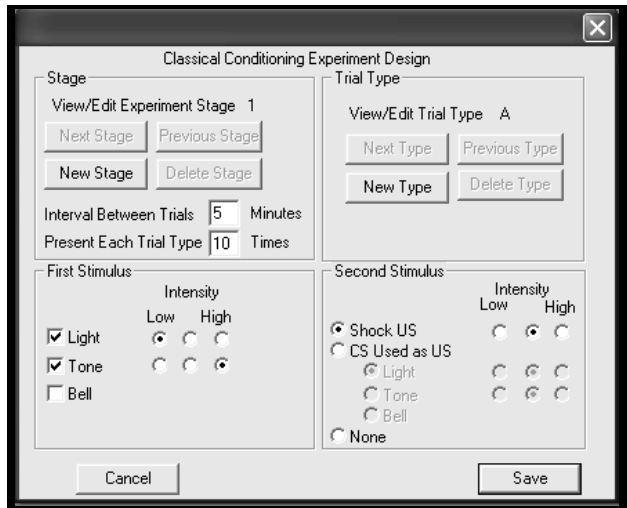 Classical Conditioning Experiment Design
Stage
View/Edit Experiment Stage 1
Next Stage Previous Stage
New Stage Delete Stage
Interval Between Trials 5 Minutes
Present Each Trial Type 10 Times
Trial Type
View/Edit Trial Type A
Next Type Previous Type
New Type Delete Type
First Stimulus
Intensity
Low High
Light
Tone
Bell
Second Stimulus
Intensity
Low High
Shock US
CS Used as US
Light
Tone
Bell
None
Cancel Save